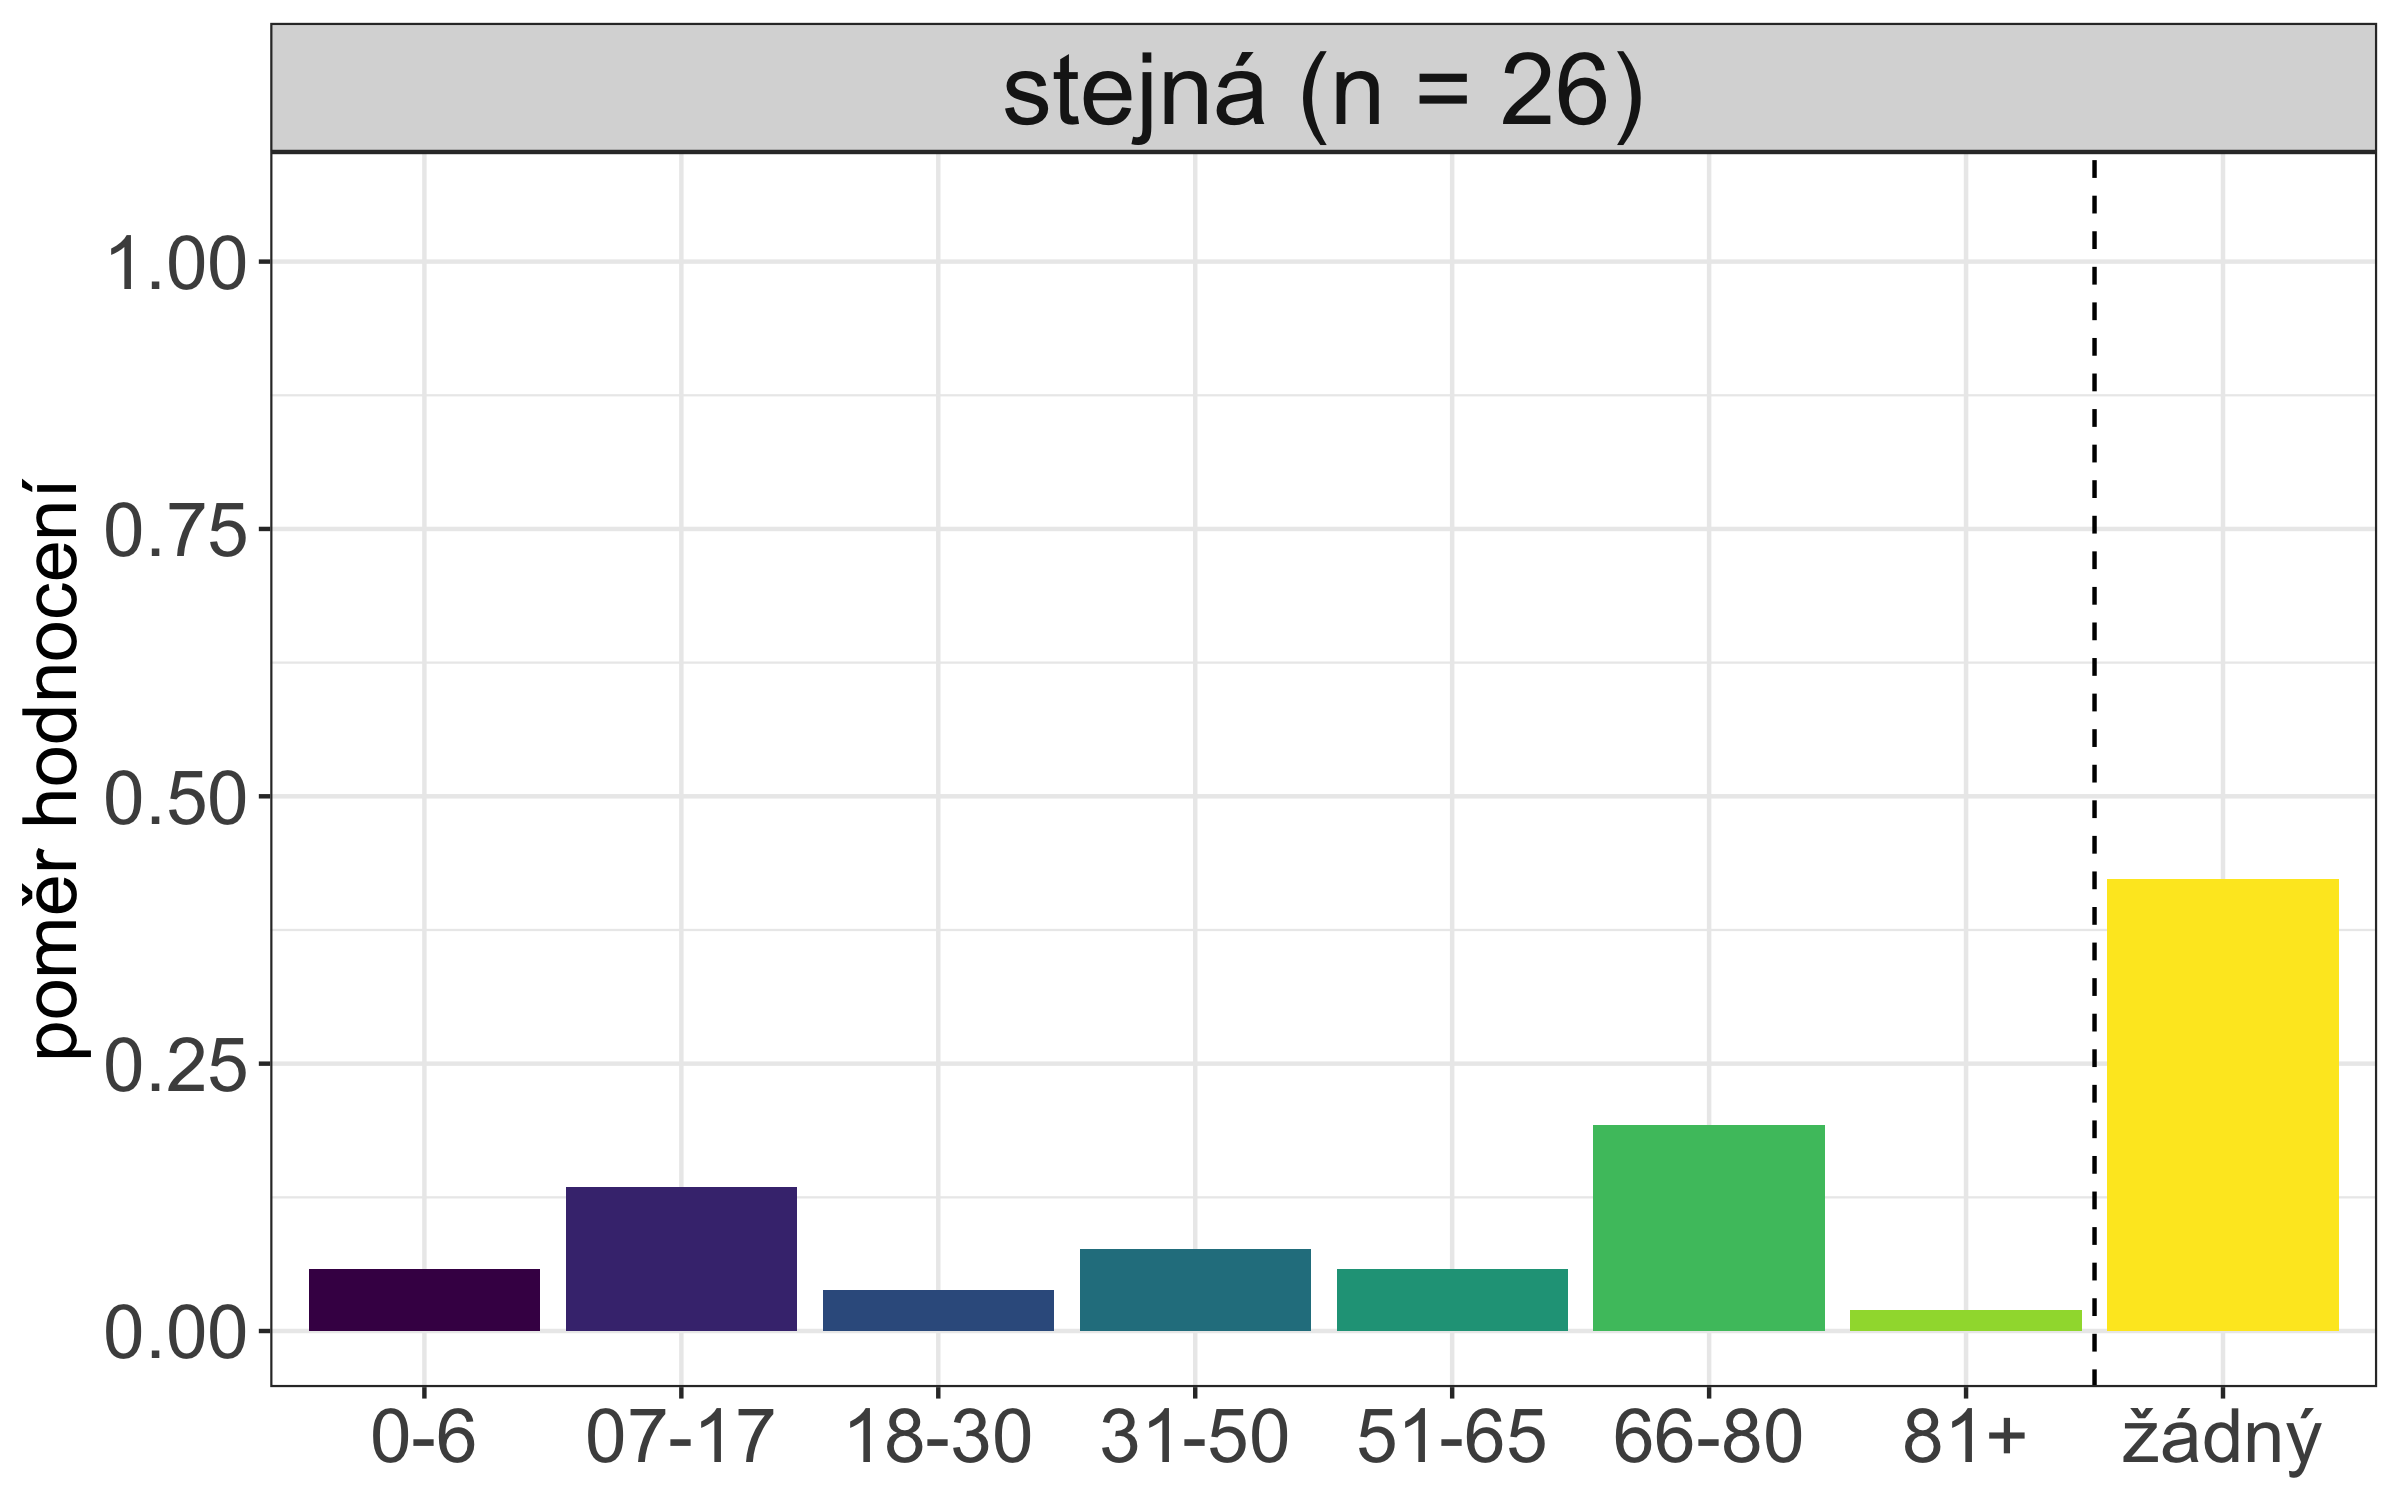 stejná (n = 26)
poměr hodnocení
1.00
0.75
0.50
0.25
0.00
0-6 07-17 18-30 31-50 51-65 66-80 81+ žádný